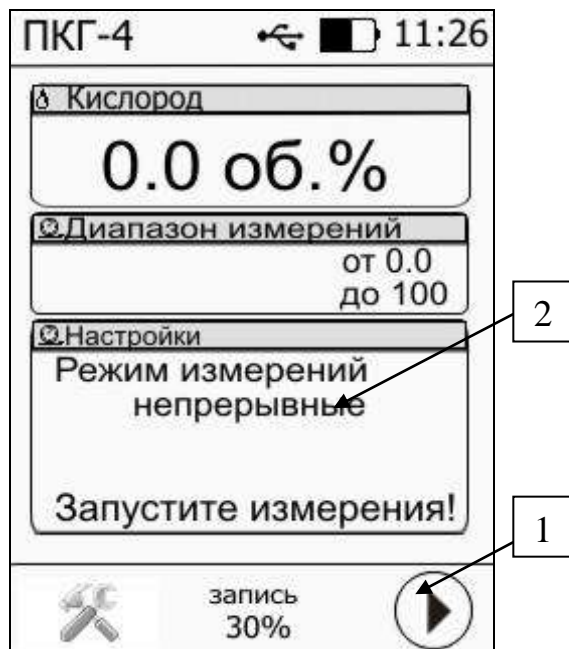 ПКГ-4 11:26
Кислород
0.0 об.%
Диапазон измерений
от 0.0
до 100
2
Настройки
Режим измерений
непрерывные
Запустите измерения!
1
запись
30%